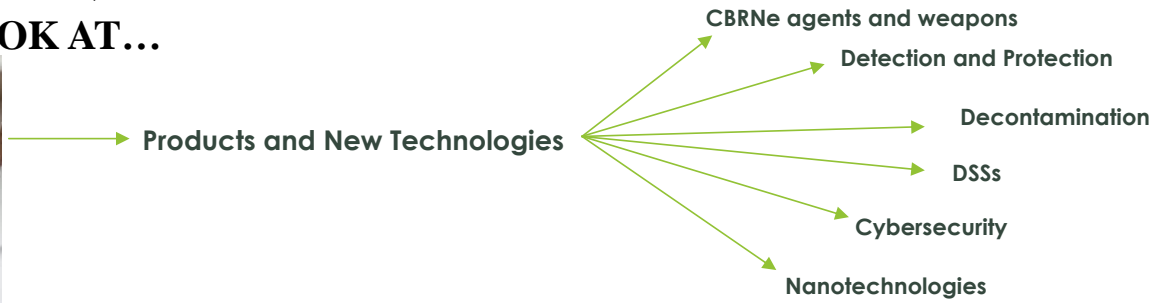 OK AT…
CBRNe agents and weapons
Detection and Protection
Products and New Technologies
Decontamination
DSSs
Cybersecurity
Nanotechnologies